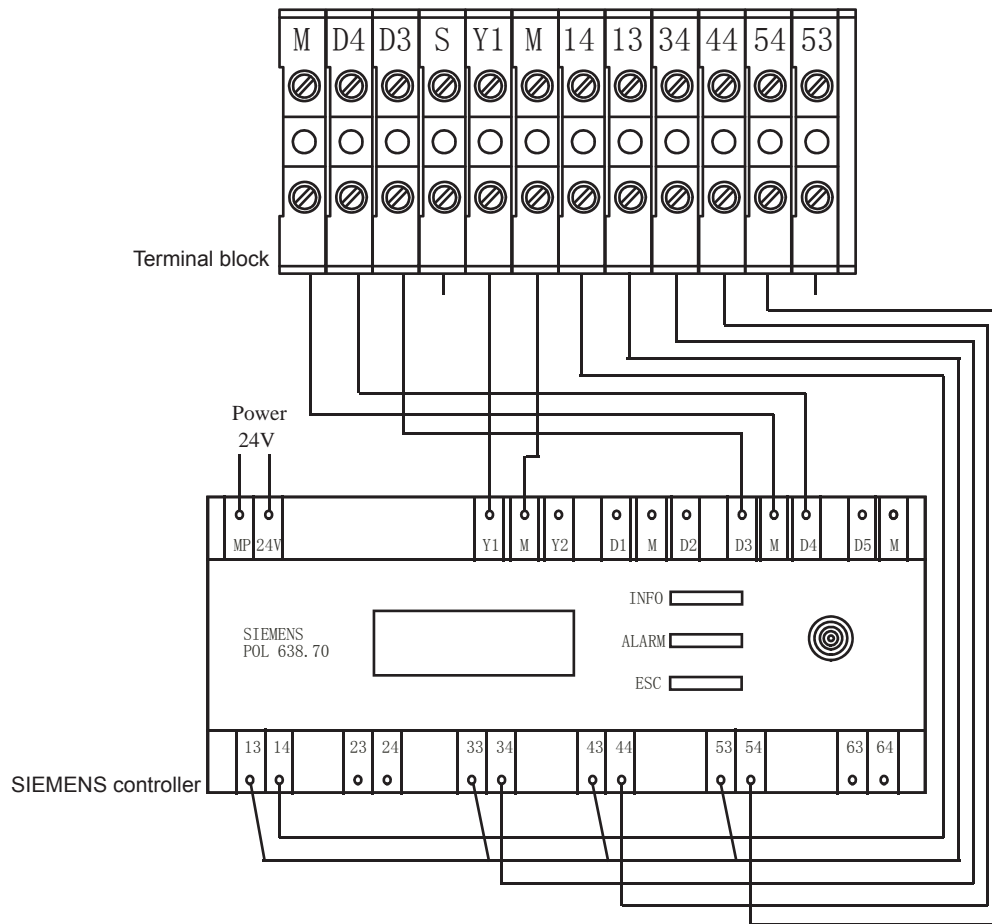 M D4 D3 S Y1 M 14 13 34 44 54 53
Terminal block
Power
24V
MP 24V Y1 M Y2 D1 M D2 D3 M D4 D5 M
INFO
SIEMENS
POL 638.70
ALARM
ESC
13 14 23 24 33 34 43 44 53 54 63 64
SIEMENS controller